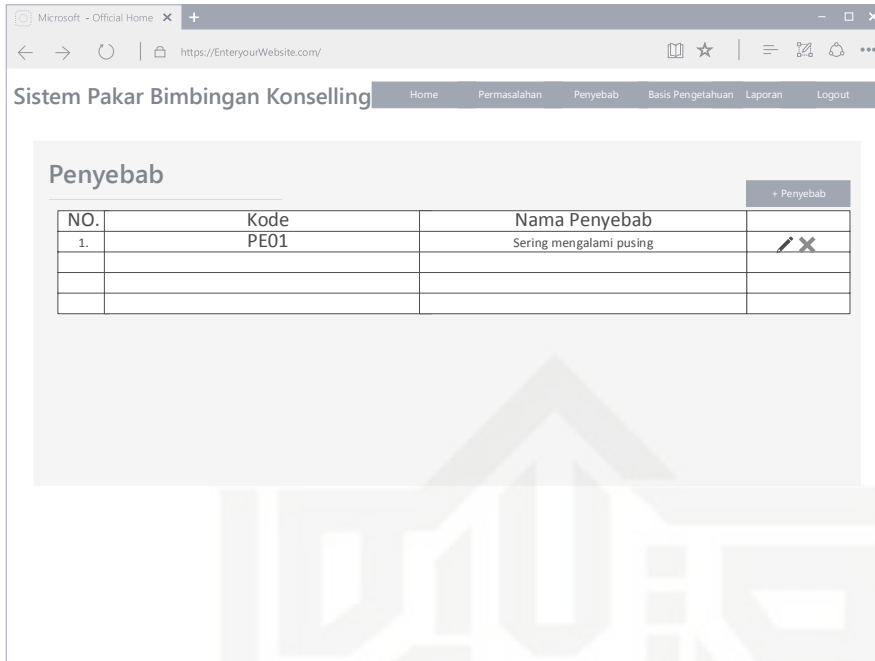 Microsoft - Official Home
https://EnteryourWebsite.com/
Sistem Pakar Bimbingan Konselling
Home Permasalahan Penyebab Basis Pengetahuan Laporan Logout
Penyebab
+ Penyebab
NO. Kode Nama Penyebab
1. PE01 Sering mengalami pusing